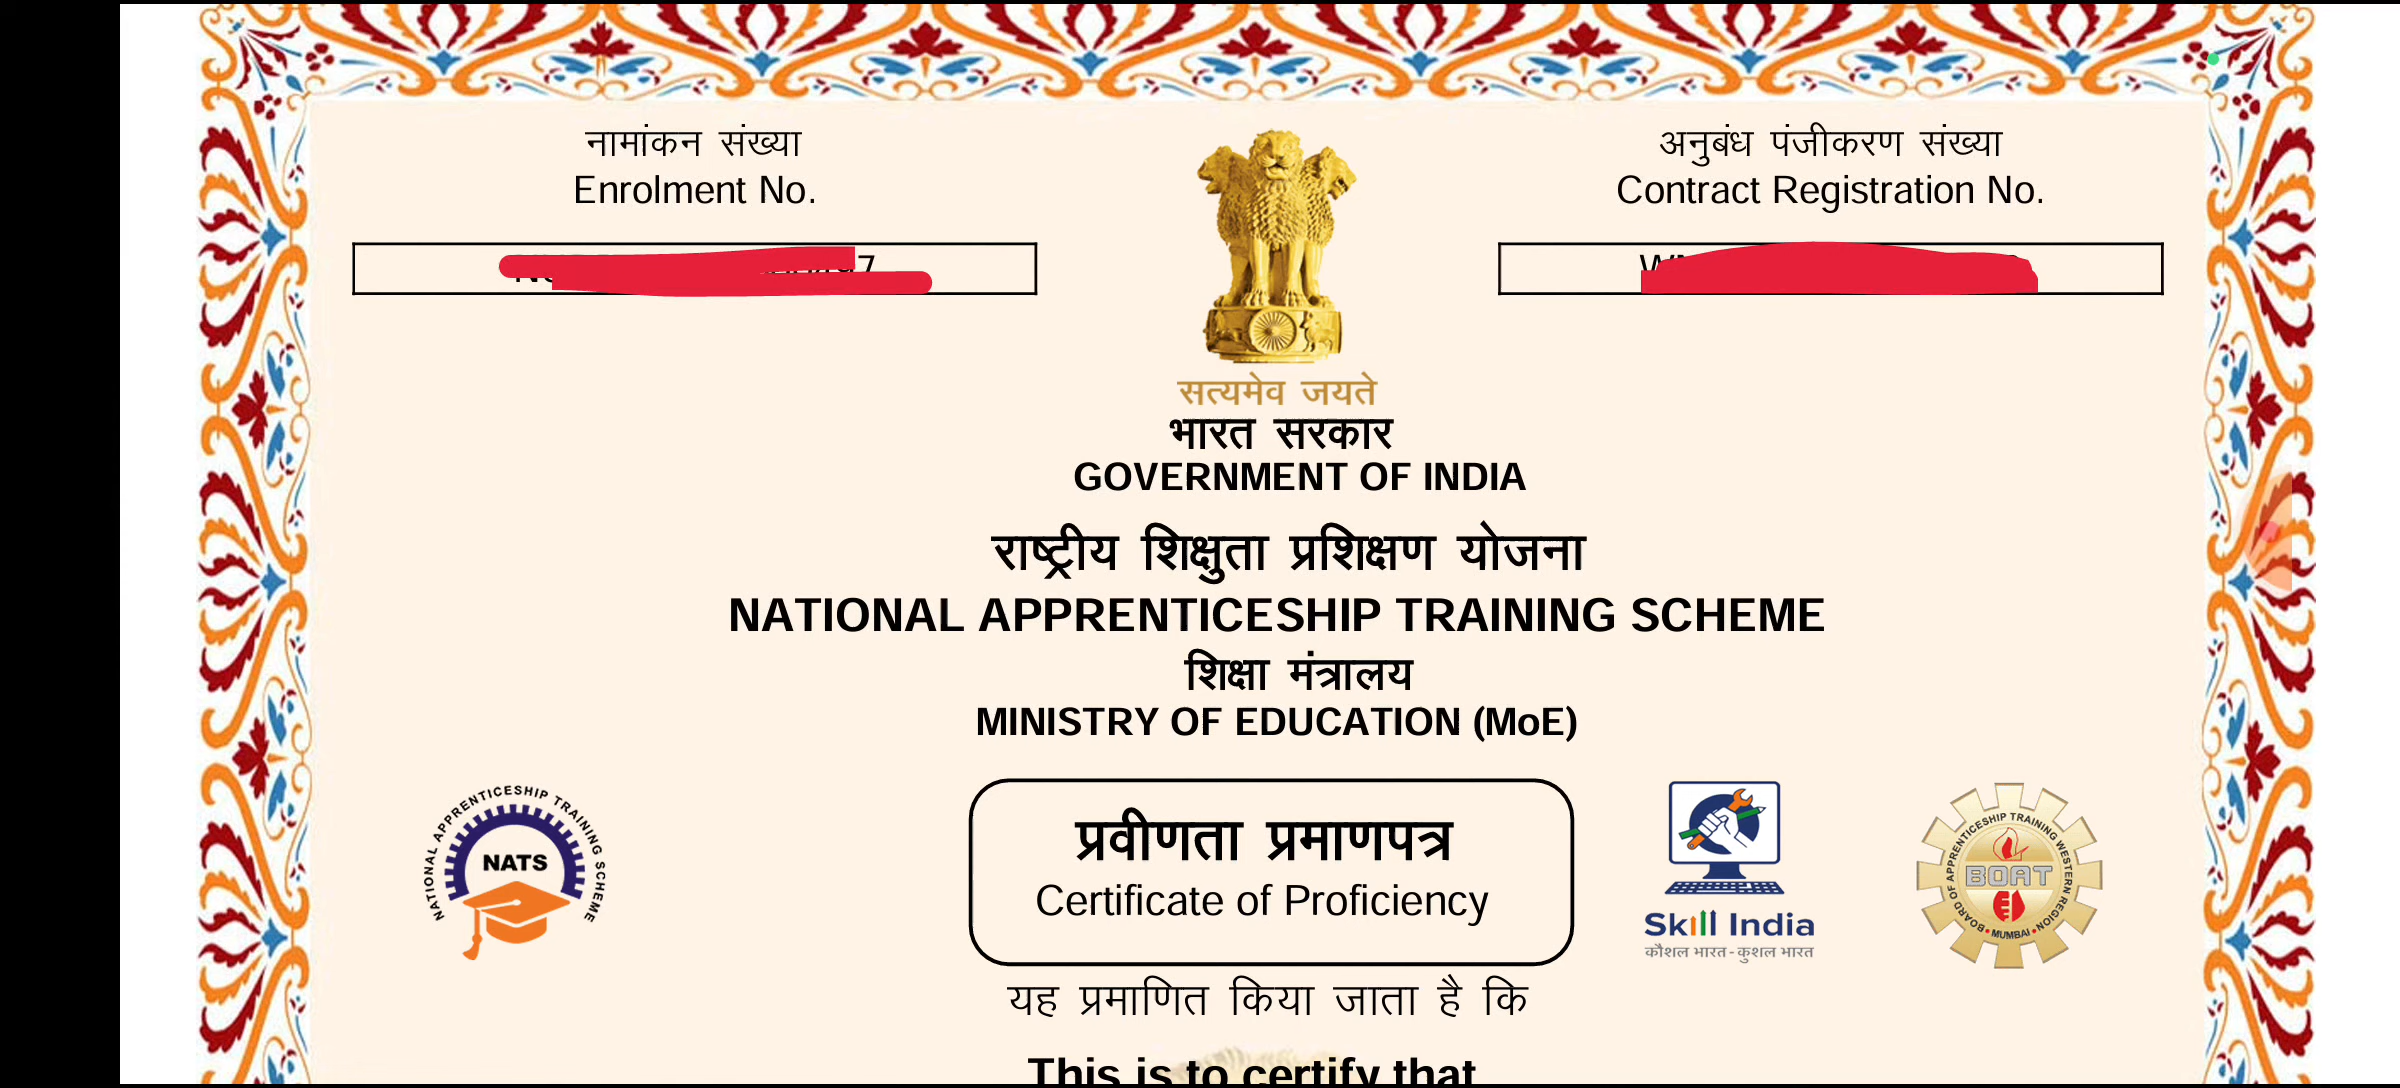 नामांकन संख्या
Enrolment No.
अनुबंध पंजीकरण संख्या
Contract Registration No.
सत्यमेव जयते
भारत सरकार
GOVERNMENT OF INDIA
राष्ट्रीय शिक्षुता प्रशिक्षण योजना
NATIONAL APPRENTICESHIP TRAINING SCHEME
शिक्षा मंत्रालय
MINISTRY OF EDUCATION (MoE)
NATIONAL APPRENTICESHIP TRAINING SCHEME
NATS
प्रवीणता प्रमाणपत्र
Certificate of Proficiency
Skill India
कौशल भारत - कुशल भारत
BOARD OF APPRENTICESHIP TRAINING WESTERN REGION
BOAT
MUMBAI
यह प्रमाणित किया जाता है कि
This is to certify that